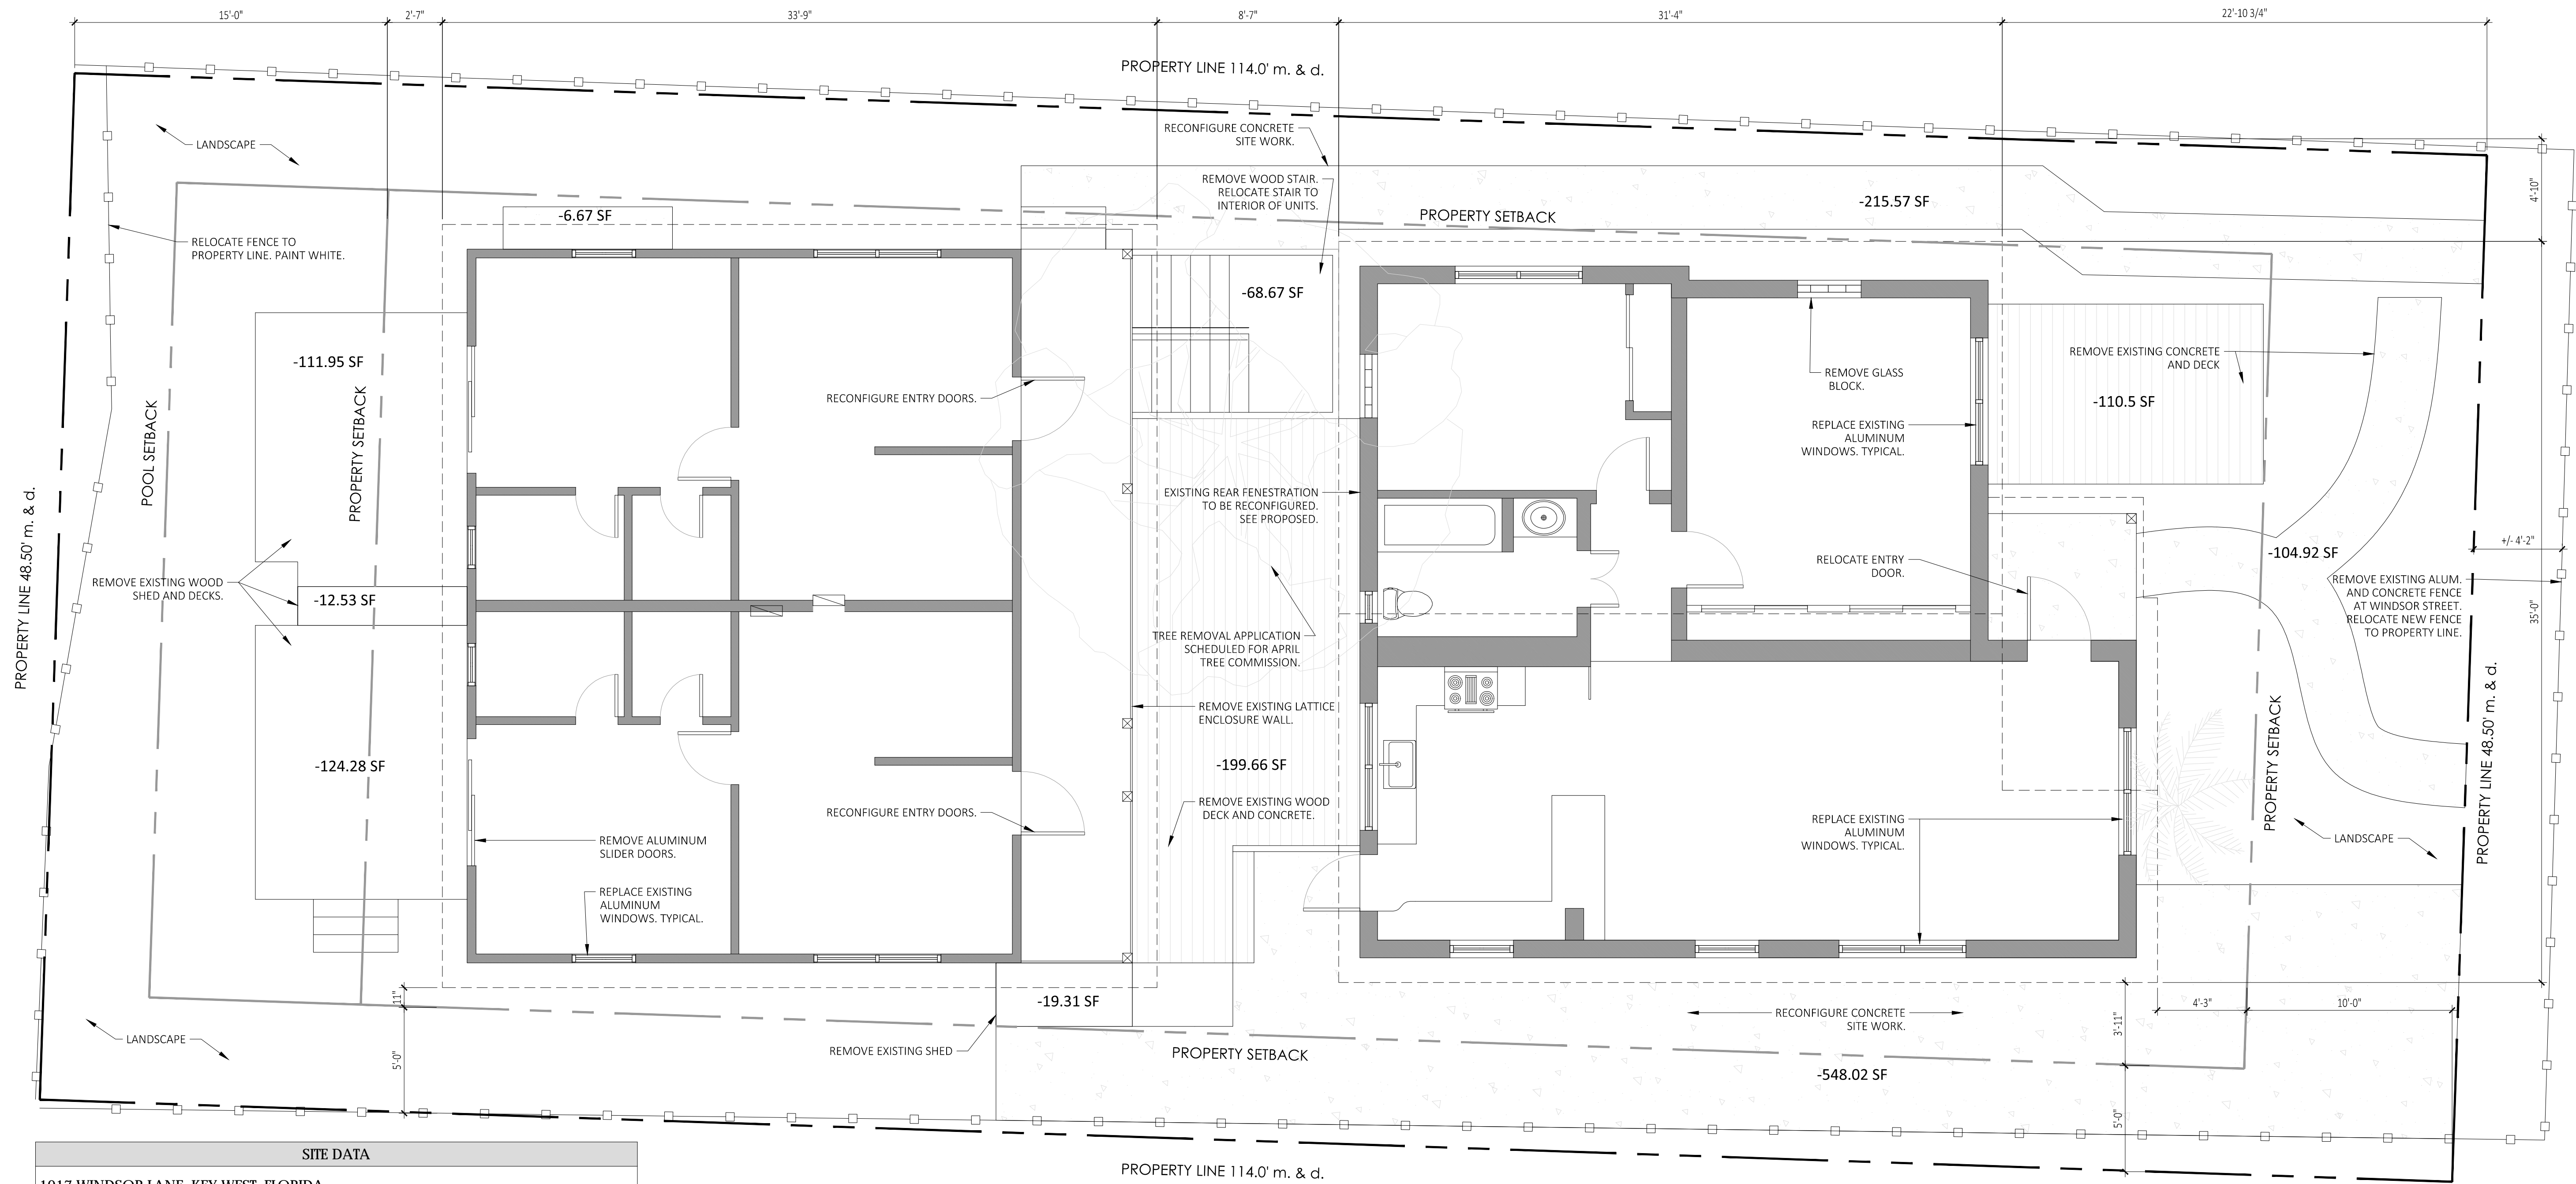 15'-0"
2'-7"
33'-9"
8'-7"
31'-4"
22'-10 3/4"
PROPERTY LINE 114.0' m. & d.
RECONFIGURE CONCRETE
SITE WORK.
LANDSCAPE
REMOVE WOOD STAIR.
RELOCATE STAIR TO
INTERIOR OF UNITS.
4'-10"
-215.57 SF
-6.67 SF
PROPERTY SETBACK
RELOCATE FENCE TO
PROPERTY LINE. PAINT WHITE.
-68.67 SF
-111.95 SF
REMOVE EXISTING CONCRETE
AND DECK
REMOVE GLASS
BLOCK.
RECONFIGURE ENTRY DOORS.
-110.5 SF
POOL SETBACK
PROPERTY SETBACK
REPLACE EXISTING
ALUMINUM
WINDOWS. TYPICAL.
EXISTING REAR FENESTRATION
TO BE RECONFIGURED.
SEE PROPOSED.
PROPERTY LINE 48.50' m. & d.
+/- 4'-2"
-104.92 SF
RELOCATE ENTRY
DOOR.
REMOVE EXISTING WOOD
SHED AND DECKS.
-12.53 SF
REMOVE EXISTING ALUM.
AND CONCRETE FENCE
AT WINDSOR STREET.
RELOCATE NEW FENCE
TO PROPERTY LINE.
35'-0"
TREE REMOVAL APPLICATION
SCHEDULED FOR APRIL
TREE COMMISSION.
REMOVE EXISTING LATTICE
ENCLOSURE WALL.
PROPERTY SETBACK
PROPERTY LINE 48.50' m. & d.
-124.28 SF
-199.66 SF
REMOVE EXISTING WOOD
DECK AND CONCRETE.
RECONFIGURE ENTRY DOORS.
REPLACE EXISTING
ALUMINUM
WINDOWS. TYPICAL.
REMOVE ALUMINUM
SLIDER DOORS.
LANDSCAPE
REPLACE EXISTING
ALUMINUM
WINDOWS. TYPICAL.
11"
-19.31 SF
4'-3"
10'-0"
RECONFIGURE CONCRETE
SITE WORK.
3'-11"
LANDSCAPE
REMOVE EXISTING SHED
PROPERTY SETBACK
5'-0"
-548.02 SF
5'-0"
SITE DATA
PROPERTY LINE 114.0' m. & d.
1017 WINDSOR LANE, KEY WEST, FLORIDA